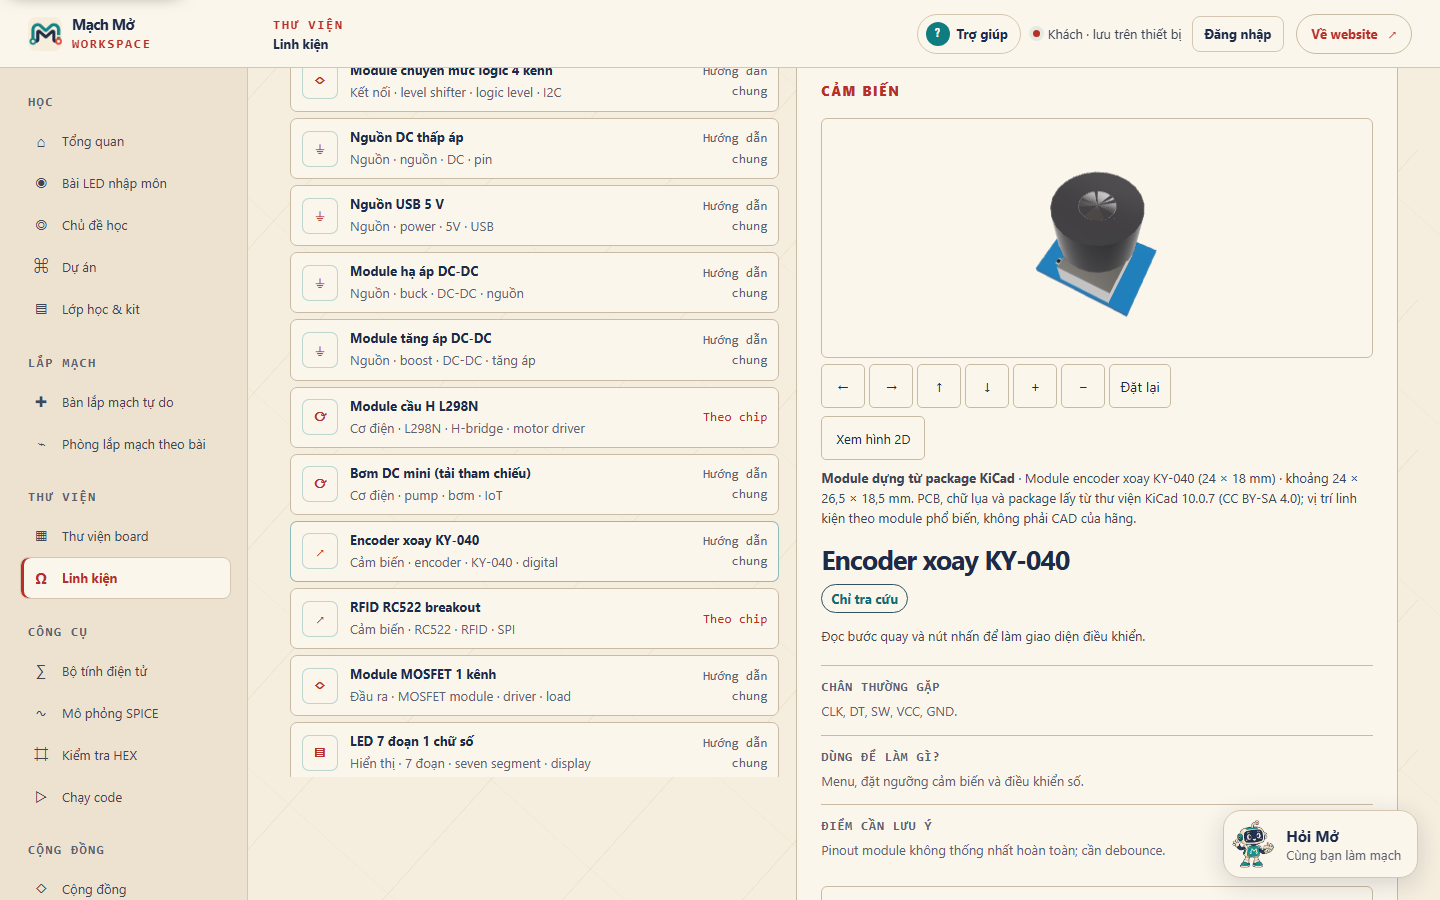 Mạch Mở
WORKSPACE
THƯ VIỆN
Linh kiện
? Trợ giúp
Khách · lưu trên thiết bị
Đăng nhập
Về website ↗
HỌC
Tổng quan
Bài LED nhập môn
Chủ đề học
Dự án
Lớp học & kit
LẮP MẠCH
Bàn lắp mạch tự do
Phòng lắp mạch theo bài
THƯ VIỆN
Thư viện board
Linh kiện
CÔNG CỤ
Bộ tính điện tử
Mô phỏng SPICE
Kiểm tra HEX
Chạy code
CỘNG ĐỒNG
Cộng đồng
Module chuyển mức logic 4 kênh
Kết nối · level shifter · logic level · I2C
Hướng dẫn
chung
Nguồn DC thấp áp
Nguồn · nguồn · DC · pin
Hướng dẫn
chung
Nguồn USB 5 V
Nguồn · power · 5V · USB
Hướng dẫn
chung
Module hạ áp DC-DC
Nguồn · buck · DC-DC · nguồn
Hướng dẫn
chung
Module tăng áp DC-DC
Nguồn · boost · DC-DC · tăng áp
Hướng dẫn
chung
Module cầu H L298N
Cơ điện · L298N · H-bridge · motor driver
Theo chip
Bơm DC mini (tải tham chiếu)
Cơ điện · pump · bơm · IoT
Hướng dẫn
chung
Encoder xoay KY-040
Cảm biến · encoder · KY-040 · digital
Hướng dẫn
chung
RFID RC522 breakout
Cảm biến · RC522 · RFID · SPI
Theo chip
Module MOSFET 1 kênh
Đầu ra · MOSFET module · driver · load
Hướng dẫn
chung
LED 7 đoạn 1 chữ số
Hiển thị · 7 đoạn · seven segment · display
Hướng dẫn
chung
CẢM BIẾN
← → ↑ ↓ + − Đặt lại
Xem hình 2D
Module dựng từ package KiCad · Module encoder xoay KY-040 (24 × 18 mm) · khoảng 24 ×
26,5 × 18,5 mm. PCB, chữ lụa và package lấy từ thư viện KiCad 10.0.7 (CC BY-SA 4.0); vị trí linh
kiện theo module phổ biến, không phải CAD của hãng.
Encoder xoay KY-040
Chỉ tra cứu
Đọc bước quay và nút nhấn để làm giao diện điều khiển.
CHÂN THƯỜNG GẶP
CLK, DT, SW, VCC, GND.
DÙNG ĐỂ LÀM GÌ?
Menu, đặt ngưỡng cảm biến và điều khiển số.
ĐIỂM CẦN LƯU Ý
Pinout module không thống nhất hoàn toàn; cần debounce.
Hỏi Mở
Cùng bạn làm mạch